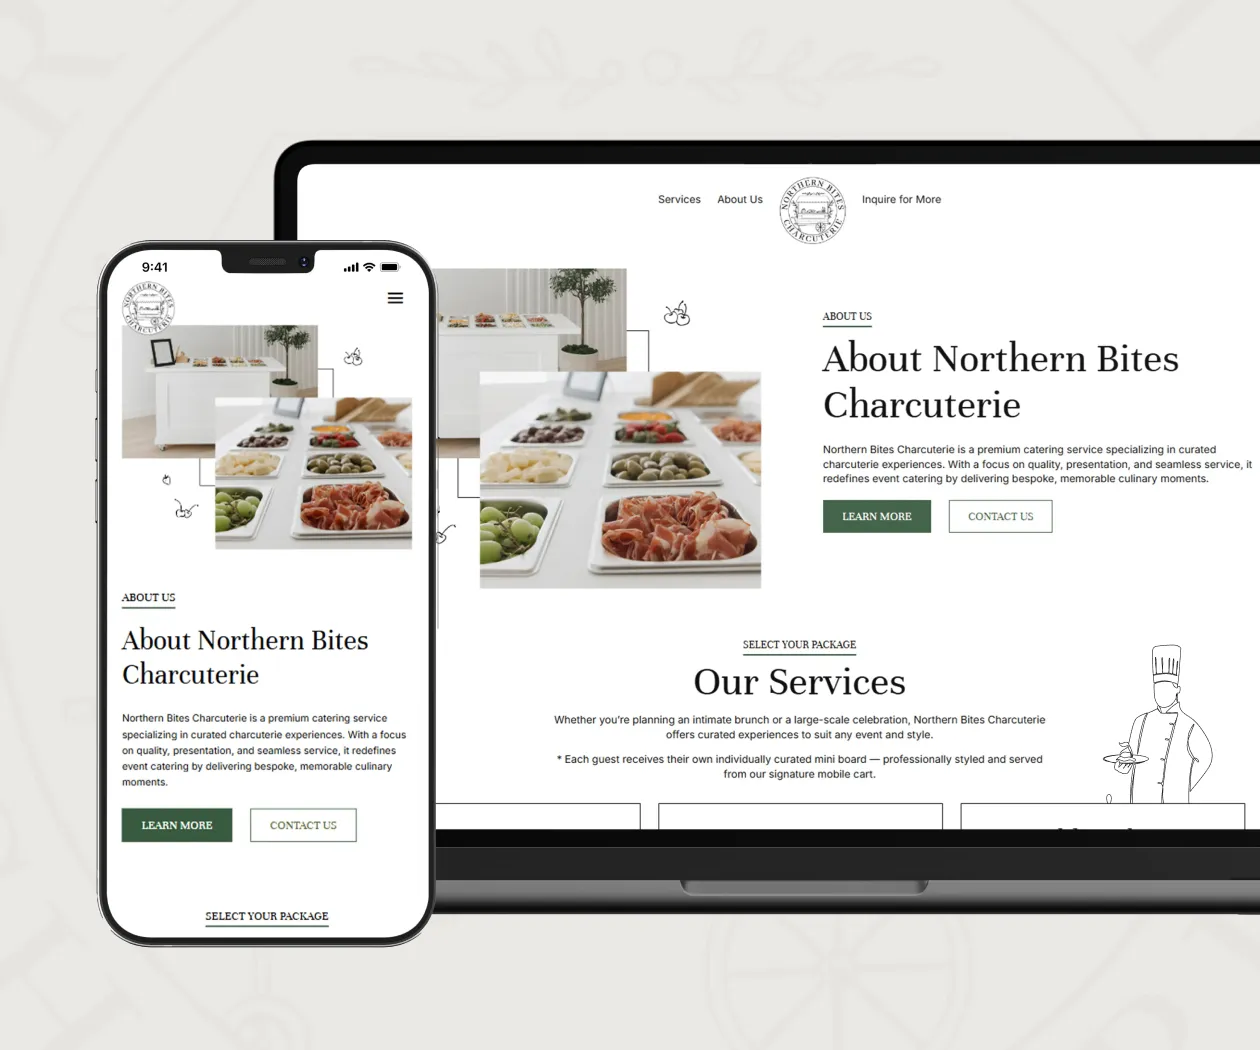 Services
About Us
NORTHERN BITES
CHARCUTERIE
Inquire for More
ABOUT US
About Northern Bites
Charcuterie
Northern Bites Charcuterie is a premium catering service specializing in curated
charcuterie experiences. With a focus on quality, presentation, and seamless service, it
redefines event catering by delivering bespoke, memorable culinary moments.
LEARN MORE
CONTACT US
SELECT YOUR PACKAGE
Our Services
Whether you're planning an intimate brunch or a large-scale celebration, Northern Bites Charcuterie
offers curated experiences to suit any event and style.
* Each guest receives their own individually curated mini board — professionally styled and served
from our signature mobile cart.
9:41
NORTHERN BITES
CHARCUTERIE
ABOUT US
About Northern Bites
Charcuterie
Northern Bites Charcuterie is a premium catering service
specializing in curated charcuterie experiences. With a focus
on quality, presentation, and seamless service, it redefines
event catering by delivering bespoke, memorable culinary
moments.
LEARN MORE
CONTACT US
SELECT YOUR PACKAGE